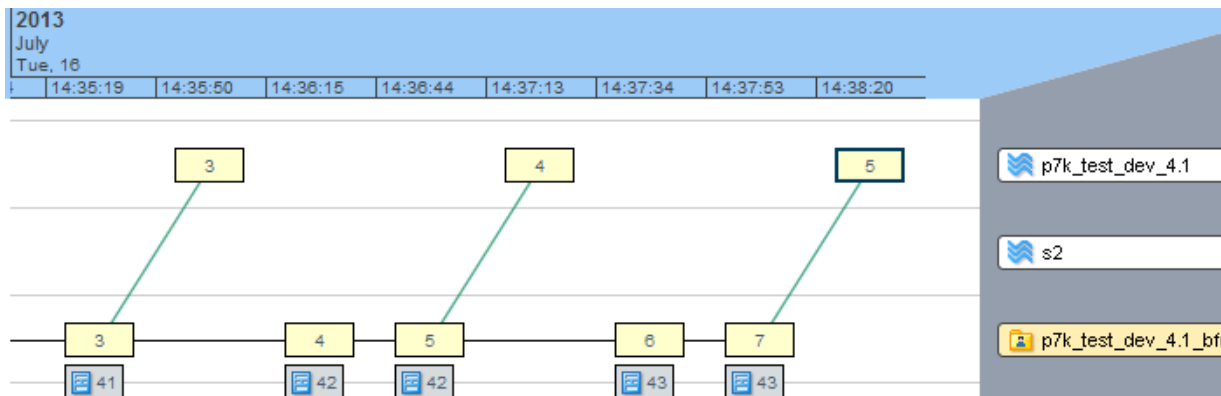 2013
July
Tue, 16
14:35:19 14:35:50 14:36:15 14:36:44 14:37:13 14:37:34 14:37:53 14:38:20
3 4 5 p7k_test_dev_4.1
s2
3 4 5 6 7 p7k_test_dev_4.1_bf
41 42 42 43 43